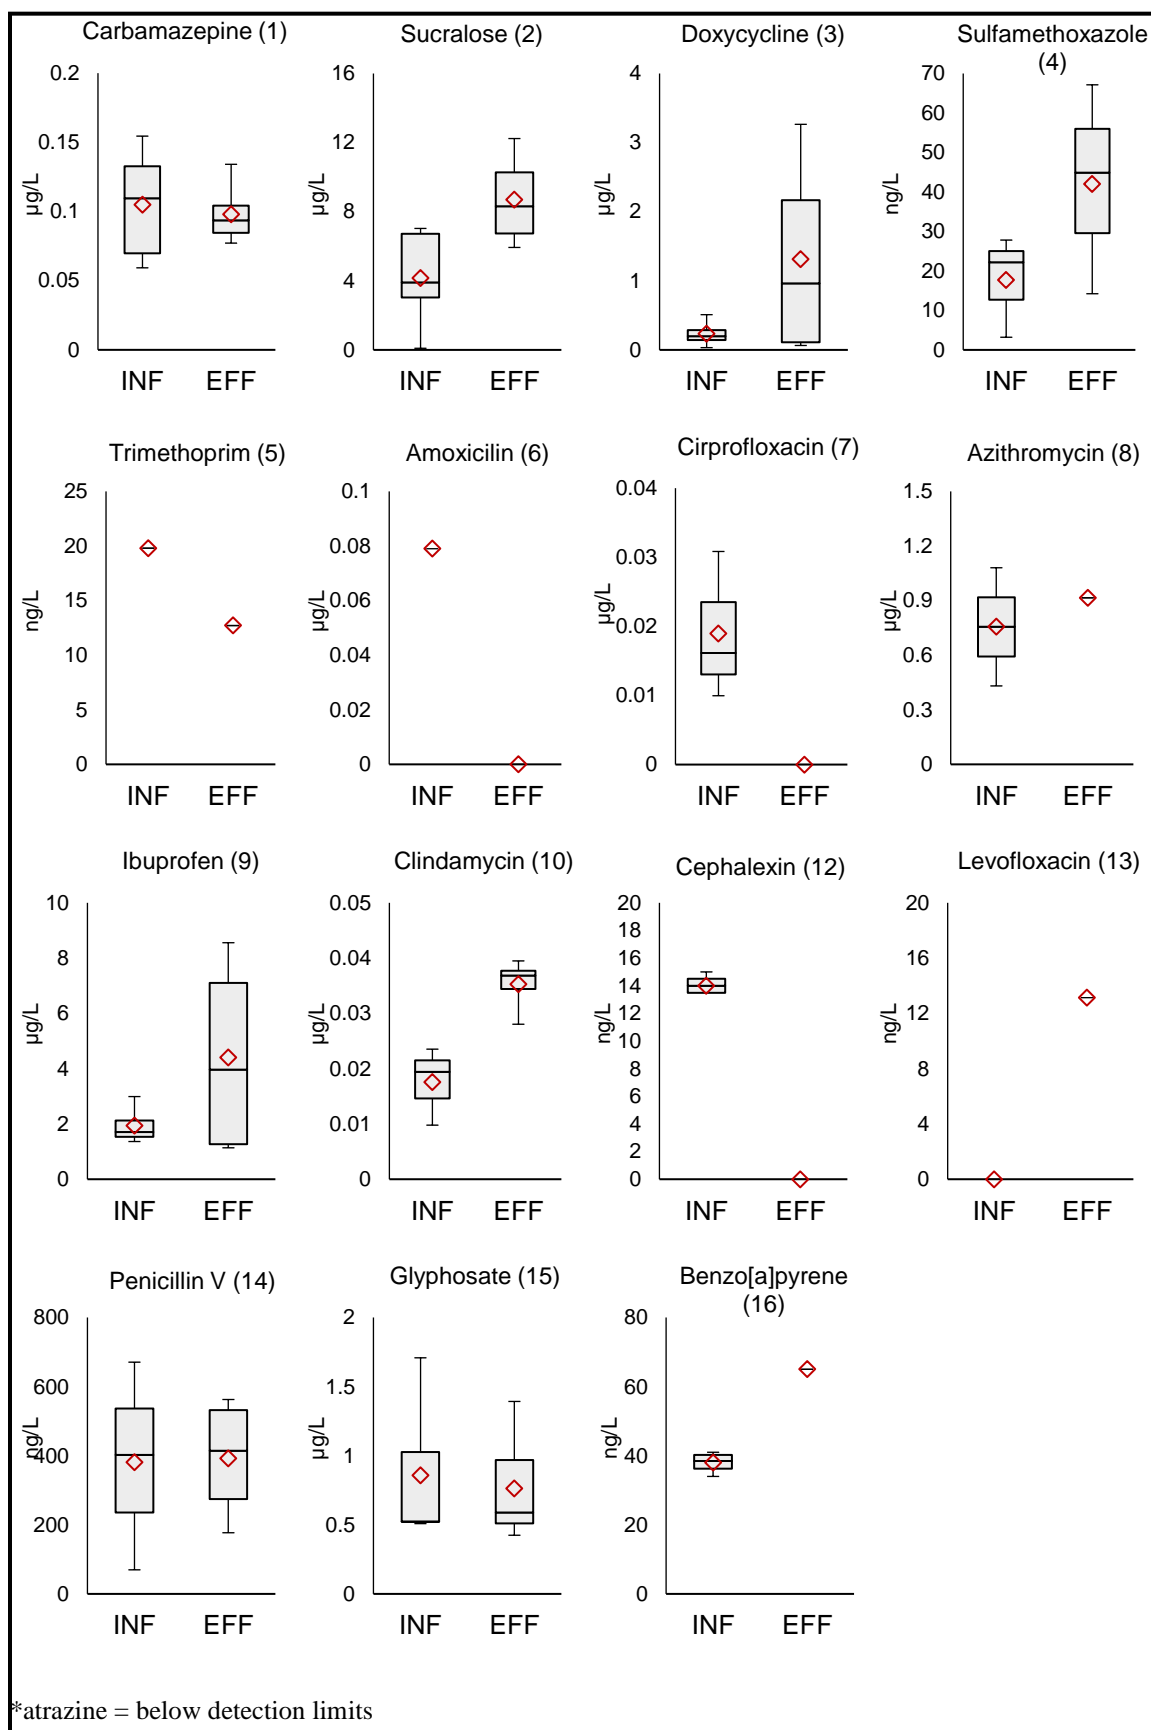 Carbamazepine (1)
0.2
0.15
0.1
0.05
0
µg/L
INF EFF
Sucralose (2)
16
12
8
4
0
µg/L
INF EFF
Doxycycline (3)
4
3
2
1
0
µg/L
INF EFF
Sulfamethoxazole
(4)
70
60
50
40
30
20
10
0
ng/L
INF EFF
Trimethoprim (5)
25
20
15
10
5
0
ng/L
INF EFF
Amoxicilin (6)
0.1
0.08
0.06
0.04
0.02
0
µg/L
INF EFF
Cirprofloxacin (7)
0.04
0.03
0.02
0.01
0
µg/L
INF EFF
Azithromycin (8)
1.5
1.2
0.9
0.6
0.3
0
µg/L
INF EFF
Ibuprofen (9)
10
8
6
4
2
0
µg/L
INF EFF
Clindamycin (10)
0.05
0.04
0.03
0.02
0.01
0
µg/L
INF EFF
Cephalexin (12)
20
18
16
14
12
10
8
6
4
2
0
ng/L
INF EFF
Levofloxacin (13)
20
16
12
8
4
0
ng/L
INF EFF
Penicillin V (14)
800
600
400
200
0
ng/L
INF EFF
Glyphosate (15)
2
1.5
1
0.5
0
µg/L
INF EFF
Benzo[a]pyrene
(16)
80
60
40
20
0
ng/L
INF EFF
*atrazine = below detection limits